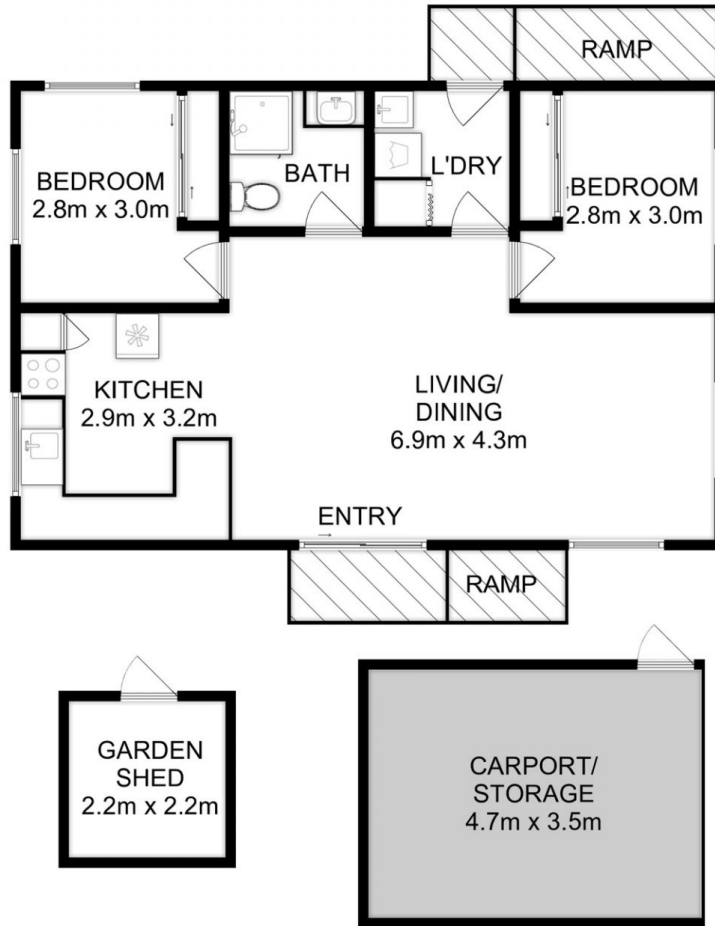 RAMP
BEDROOM
2.8m x 3.0m
BATH
L'DRY
BEDROOM
2.8m x 3.0m
KITCHEN
2.9m x 3.2m
LIVING/
DINING
6.9m x 4.3m
ENTRY
RAMP
GARDEN
SHED
2.2m x 2.2m
CARPORT/
STORAGE
4.7m x 3.5m